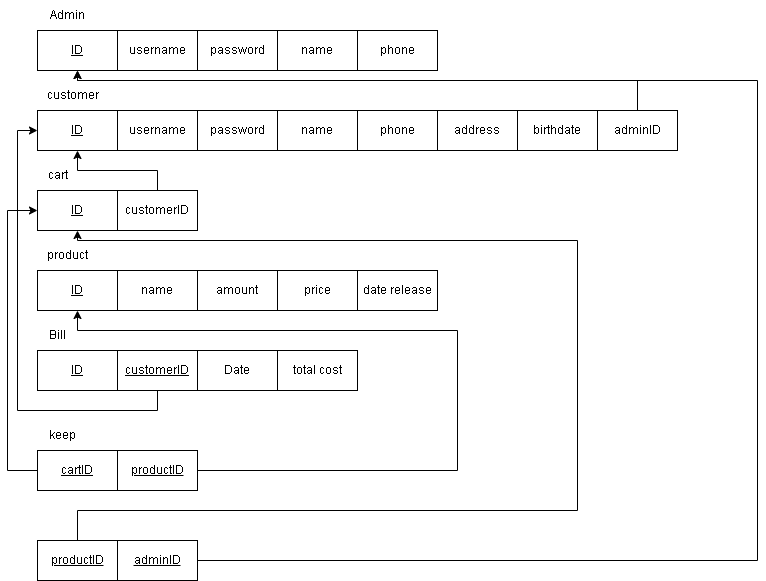 Admin
ID username password name phone
customer
ID username password name phone address birthdate adminID
cart
ID customerID
product
ID name amount price date release
Bill
ID customerID Date total cost
keep
cartID productID
productID adminID